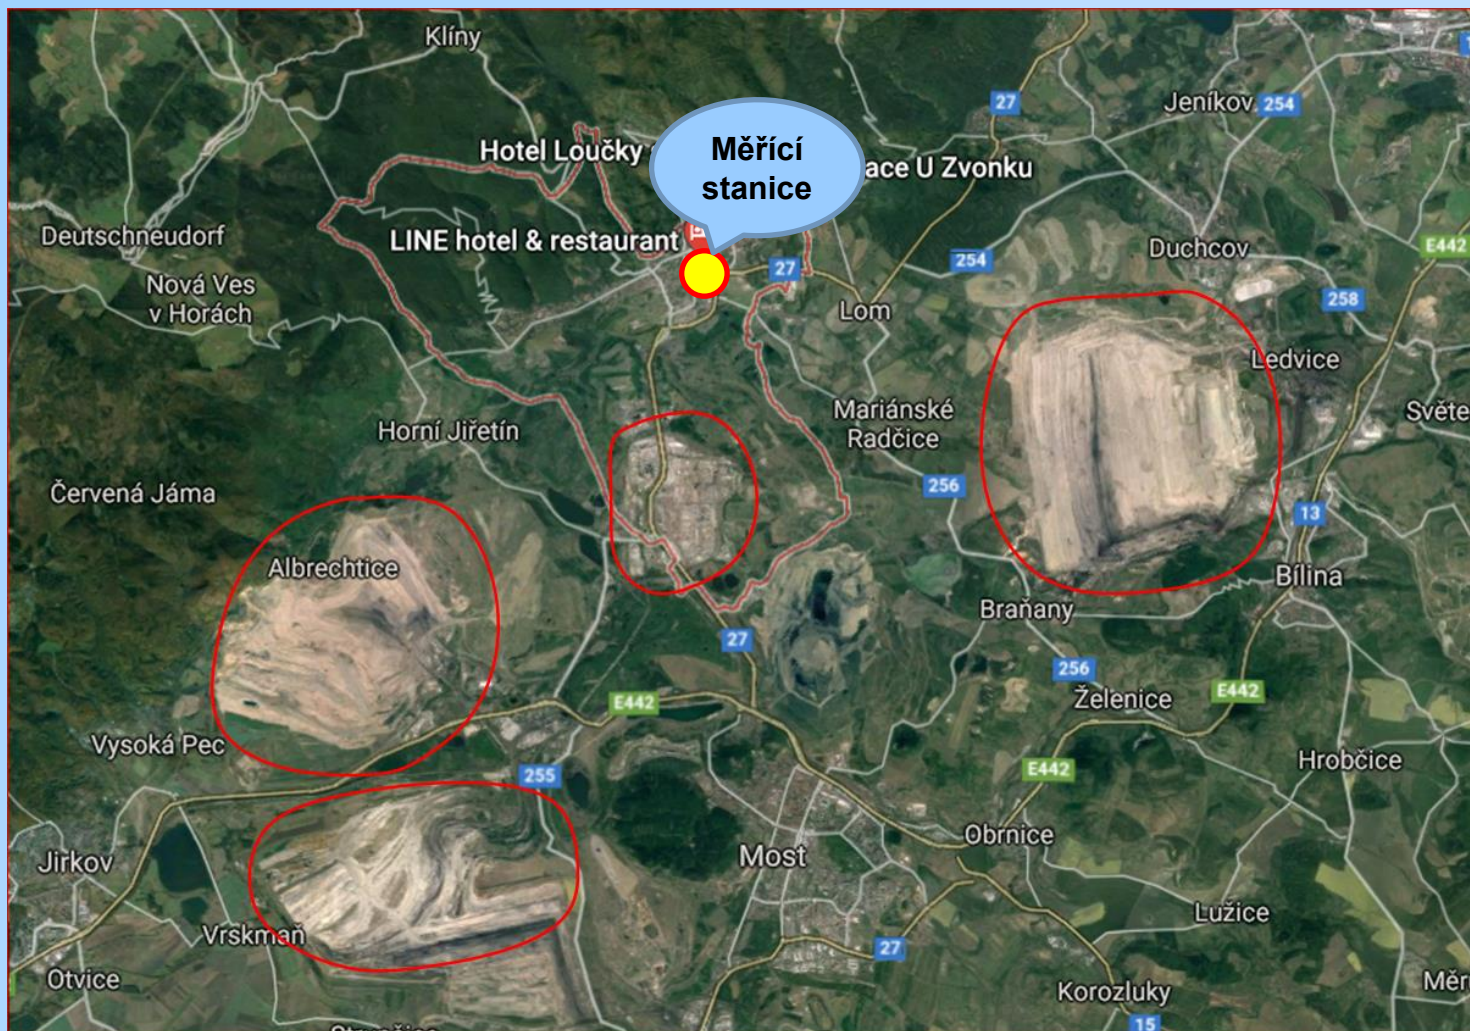 Klíny
Jeníkov
254
27
Měřící
stanice
Hotel Loučky
ace U Zvonku
Deutschneudorf
LINE hotel & restaurant
Duchcov
E442
254
27
Nová Ves
v Horách
258
Lom
Ledvice
Mariánské
Radčice
Světe
Horní Jiřetín
256
Červená Jáma
13
Albrechtice
Bílina
Braňany
27
256
Želenice
E442
E442
Vysoká Pec
255
E442
Hrobčice
Obrnice
Most
Jirkov
Lužice
Vrskmaň
27
Otvice
Korozluky
Měr
15